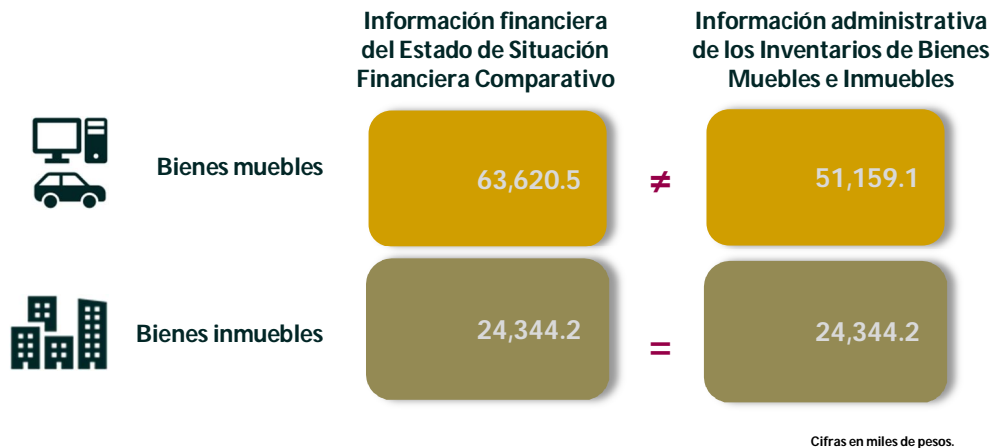 Información financiera
del Estado de Situación
Financiera Comparativo
Información administrativa
de los Inventarios de Bienes
Muebles e Inmuebles
Bienes muebles
63,620.5
≠
51,159.1
Bienes inmuebles
24,344.2
=
24,344.2
Cifras en miles de pesos.